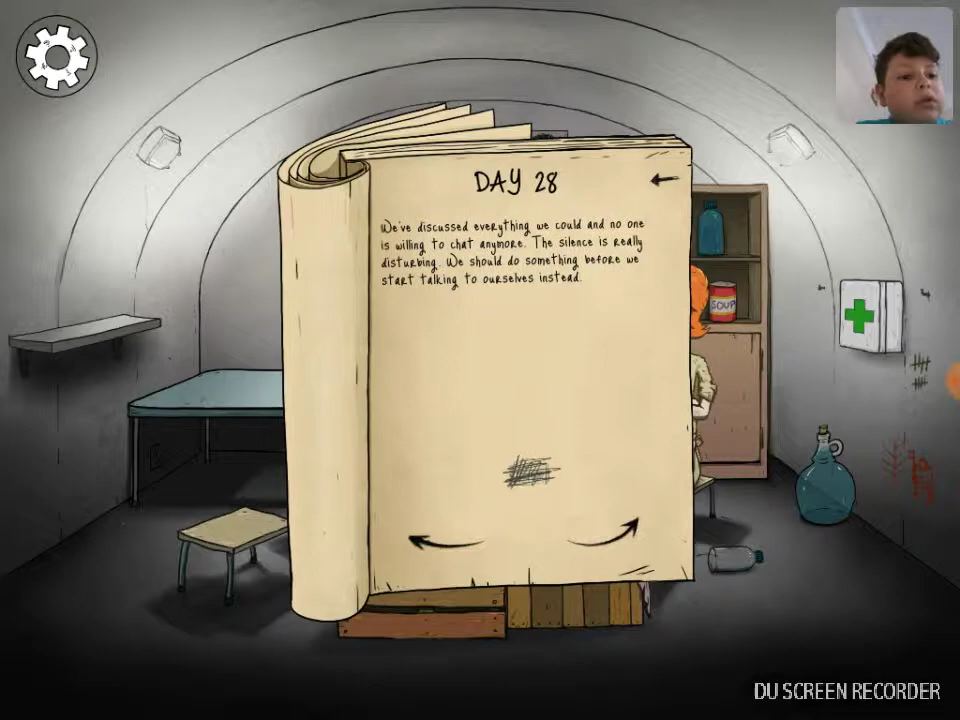 DAY 28
We've discussed everything we could and no one
is willing to chat anymore. The silence is really
disturbing. We should do something before we
start talking to ourselves instead.
SOUP
DU SCREEN RECORDER